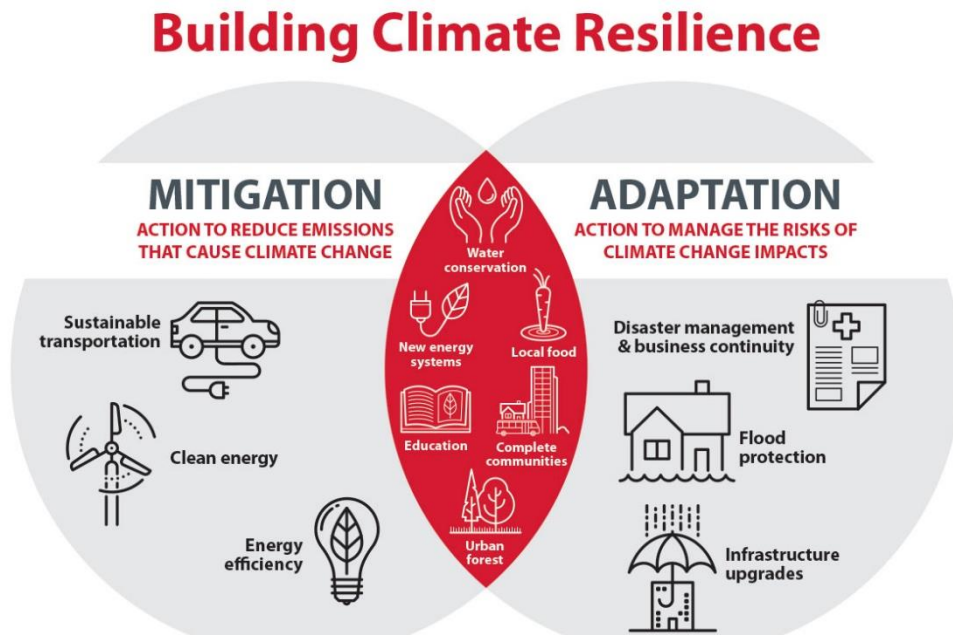 Building Climate Resilience
MITIGATION
ACTION TO REDUCE EMISSIONS
THAT CAUSE CLIMATE CHANGE
Sustainable
transportation
Clean energy
Energy
efficiency
Water
conservation
New energy
systems
Local food
Education
Complete
communities
Urban
forest
ADAPTATION
ACTION TO MANAGE THE RISKS OF
CLIMATE CHANGE IMPACTS
Disaster management
& business continuity
Flood
protection
Infrastructure
upgrades